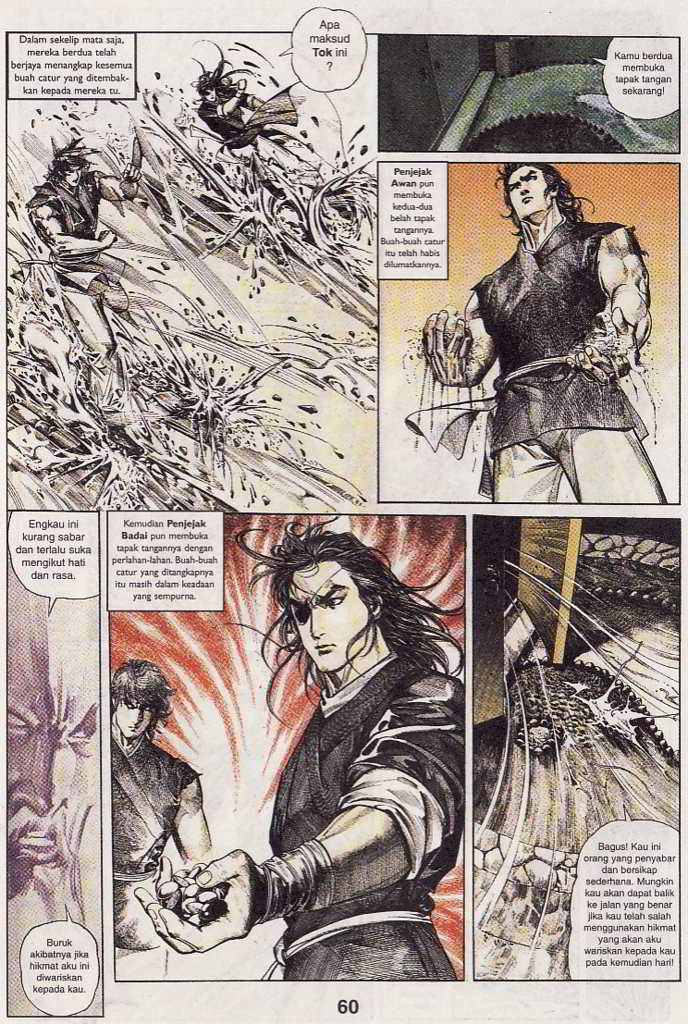 Dalam sekelip mata saja,
mereka berdua telah
berjaya menangkap kesemua
buah catur yang ditembak-
kan kepada mereka tu.
Apa
maksud
Tok ini
?
Kamu berdua
membuka
tapak tangan
sekarang!
Penjejak
Awan pun
membuka
kedua-dua
belah tapak
tangannya.
Buah-buah catur
itu telah habis
dilumatkannya.
Engkau ini
kurang sabar
dan terlalu suka
mengikut hati
dan rasa.
Buruk
akibatnya jika
hikmat aku ini
diwariskan
kepada kau.
Kemudian Penjejak
Badai pun membuka
tapak tangannya dengan
perlahan-lahan. Buah-buah
catur yang ditangkapnya
itu masih dalam keadaan
yang sempurna.
Bagus! Kau ini
orang yang penyabar
dan bersikap
sederhana. Mungkin
kau akan dapat balik
ke jalan yang benar
jika kau telah salah
menggunakan hikmat
yang akan aku
wariskan kepada kau
pada kemudian hari!
60